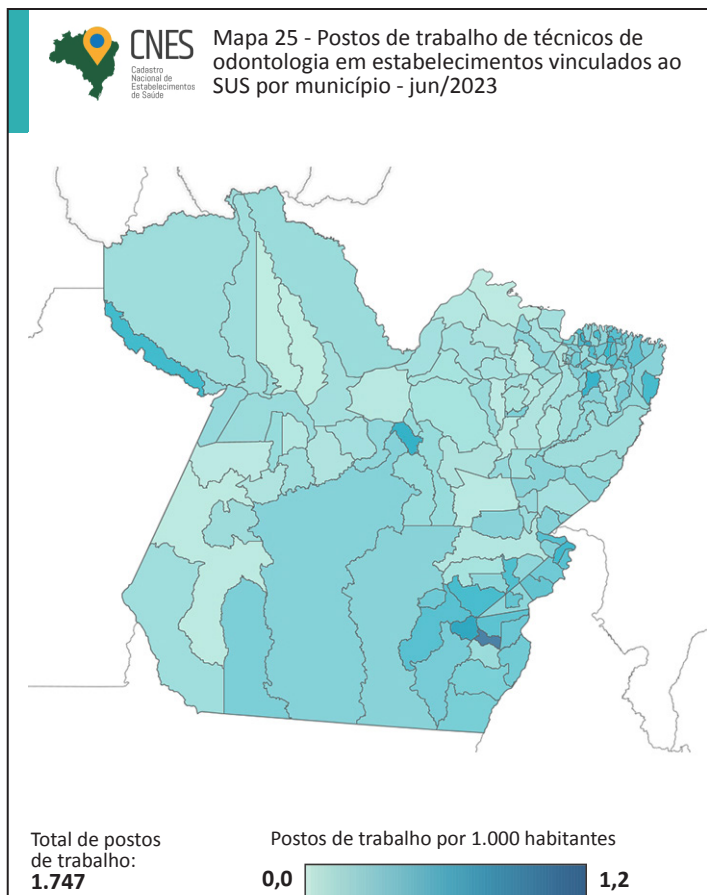 CNES
Cadastro
Nacional de
Estabelecimentos
de Saúde
Mapa 25 - Postos de trabalho de técnicos de
odontologia em estabelecimentos vinculados ao
SUS por município - jun/2023
Total de postos
de trabalho:
1.747
Postos de trabalho por 1.000 habitantes
0,0
1,2